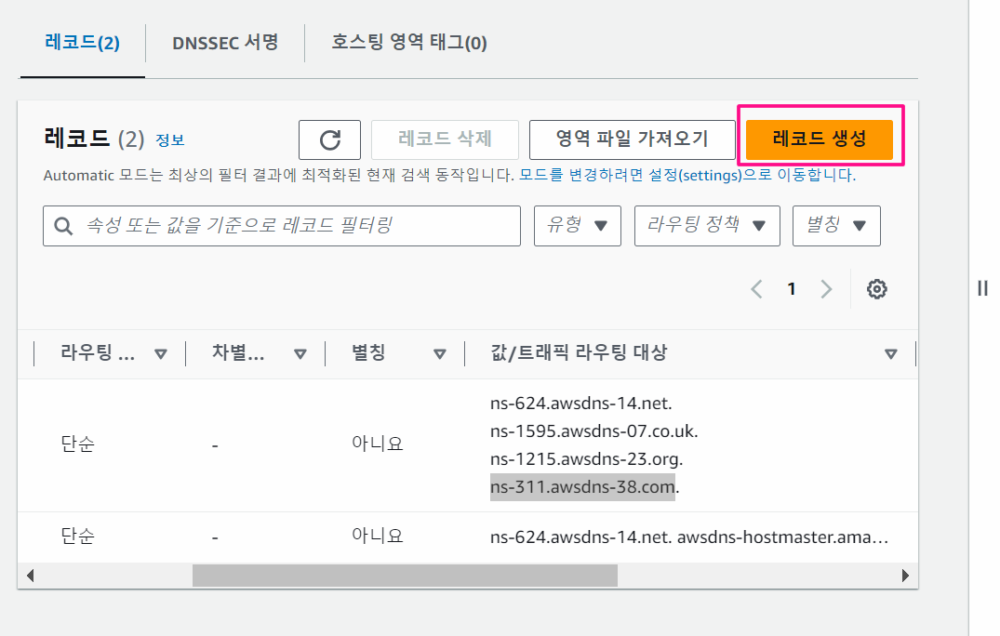 레코드(2) DNSSEC 서명 호스팅 영역 태그(0)
레코드 (2) 정보 레코드 삭제 영역 파일 가져오기 레코드 생성
Automatic 모드는 최상의 필터 결과에 최적화된 현재 검색 동작입니다. 모드를 변경하려면 설정(settings)으로 이동합니다.
속성 또는 값을 기준으로 레코드 필터링 유형 라우팅 정책 별칭
1
라우팅 ... 차별... 별칭 값/트래픽 라우팅 대상
ns-624.awsdns-14.net.
ns-1595.awsdns-07.co.uk.
단순 - 아니요
ns-1215.awsdns-23.org.
ns-311.awsdns-38.com.
단순 - 아니요 ns-624.awsdns-14.net. awsdns-hostmaster.ama...